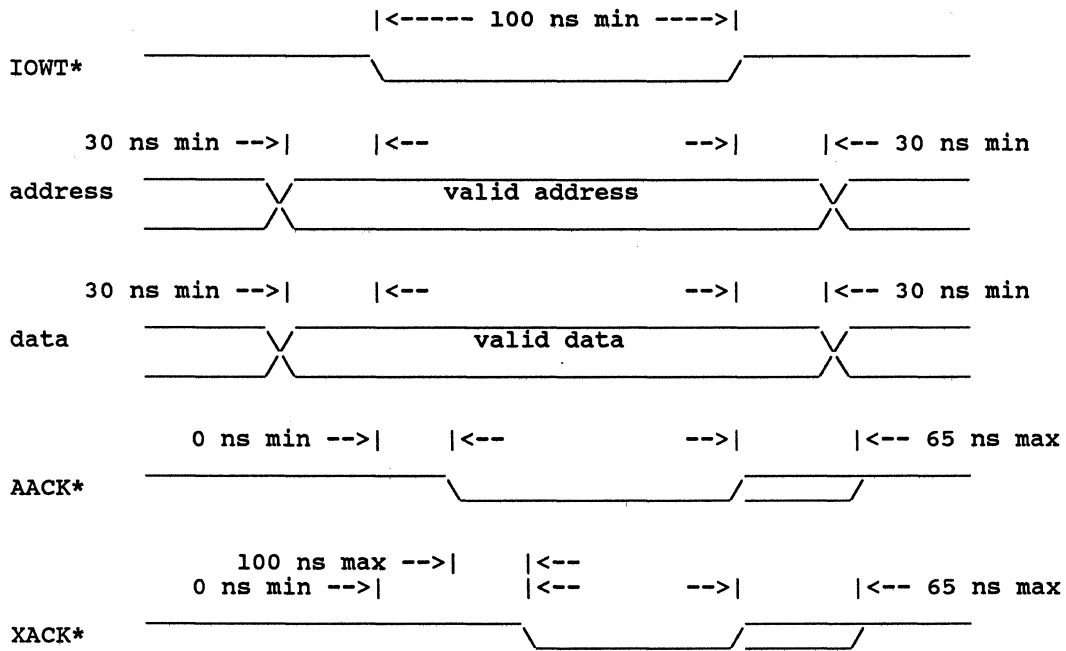 |<----- 100 ns min ---->|
IOWT*
30 ns min -->| |<-- -->| |<-- 30 ns min
address valid address
30 ns min -->| |<-- -->| |<-- 30 ns min
data valid data
0 ns min -->| |<-- -->| |<-- 65 ns max
AACK*
100 ns max -->| |<--
0 ns min -->| |<-- -->| |<-- 65 ns max
XACK*